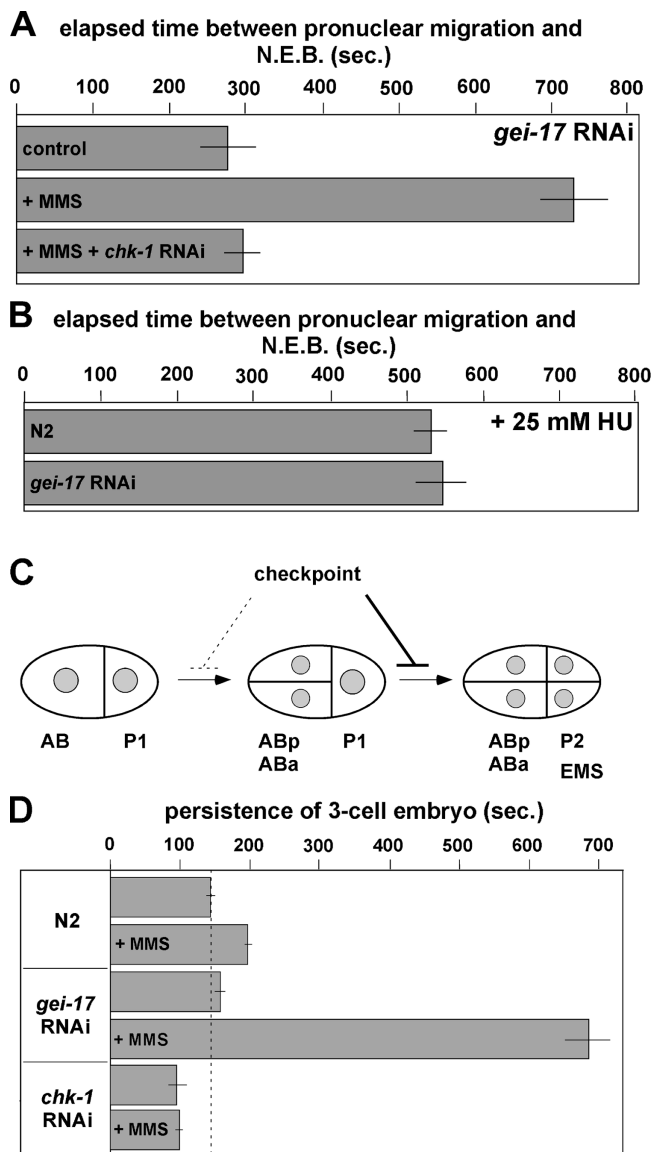 A elapsed time between pronuclear migration and
N.E.B. (sec.)
0 100 200 300 400 500 600 700 800
gei-17 RNAi
control
+ MMS
+ MMS + chk-1 RNAi
B elapsed time between pronuclear migration and
N.E.B. (sec.)
0 100 200 300 400 500 600 700 800
+ 25 mM HU
N2
gei-17 RNAi
C
checkpoint
AB P1 ABp P1 ABp P2
ABa ABa EMS
D persistence of 3-cell embryo (sec.)
0 100 200 300 400 500 600 700
N2
+ MMS
gei-17
RNAi
+ MMS
chk-1
RNAi
+ MMS